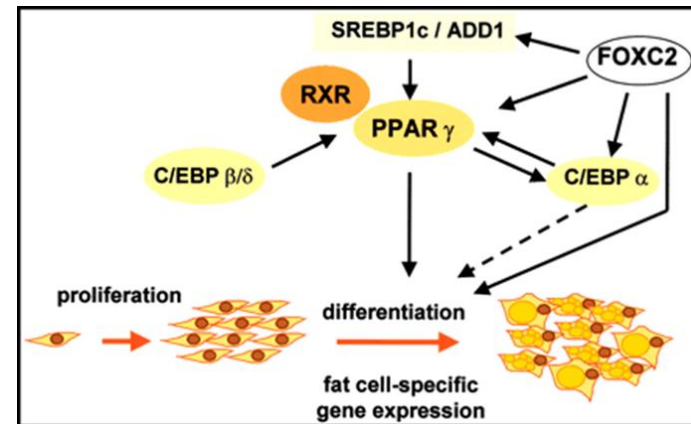 SREBP1c / ADD1
FOXC2
RXR
PPAR γ
C/EBP β/δ
C/EBP α
proliferation
differentiation
fat cell-specific
gene expression